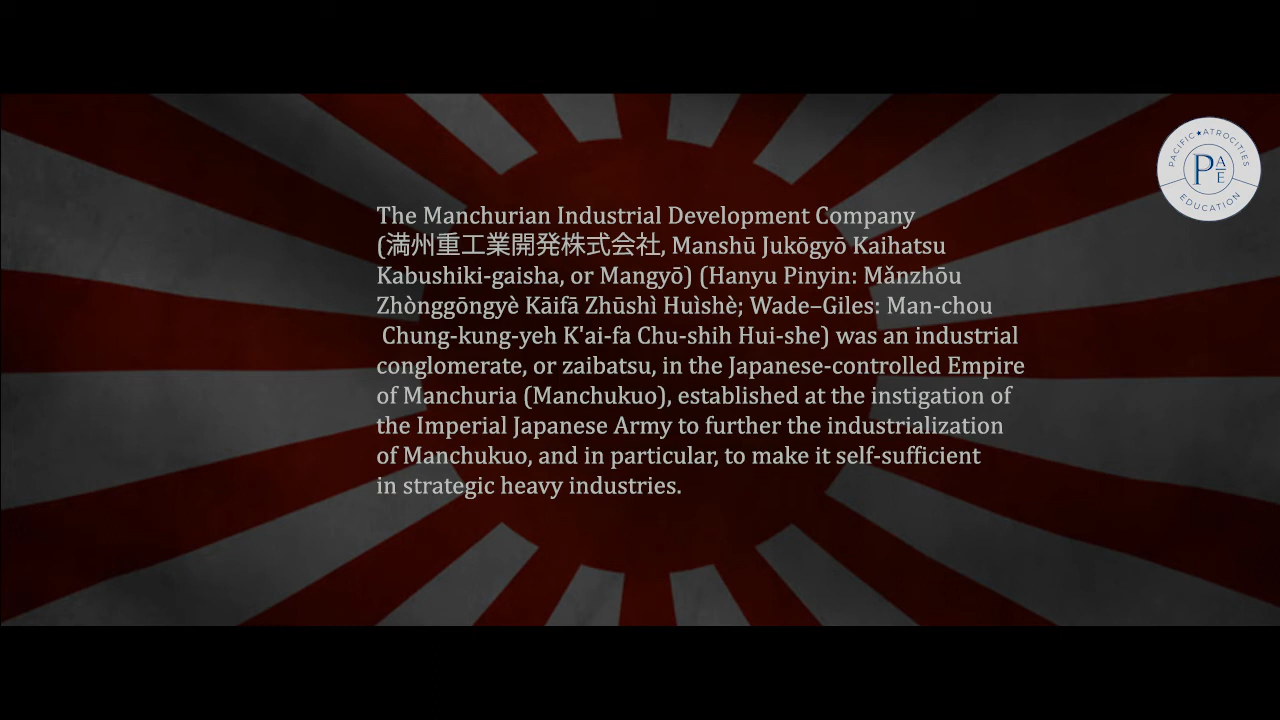 The Manchurian Industrial Development Company
(満州重工業開発株式会社, Manshū Jukōgyō Kaihatsu
Kabushiki-gaisha, or Mangyō) (Hanyu Pinyin: Mǎnzhōu
Zhònggōngyè Kāifā Zhūshì Huìshè; Wade–Giles: Man-chou
Chung-kung-yeh K'ai-fa Chu-shih Hui-she) was an industrial
conglomerate, or zaibatsu, in the Japanese-controlled Empire
of Manchuria (Manchukuo), established at the instigation of
the Imperial Japanese Army to further the industrialization
of Manchukuo, and in particular, to make it self-sufficient
in strategic heavy industries.
PACIFIC★ATROCITIES
PAE
EDUCATION